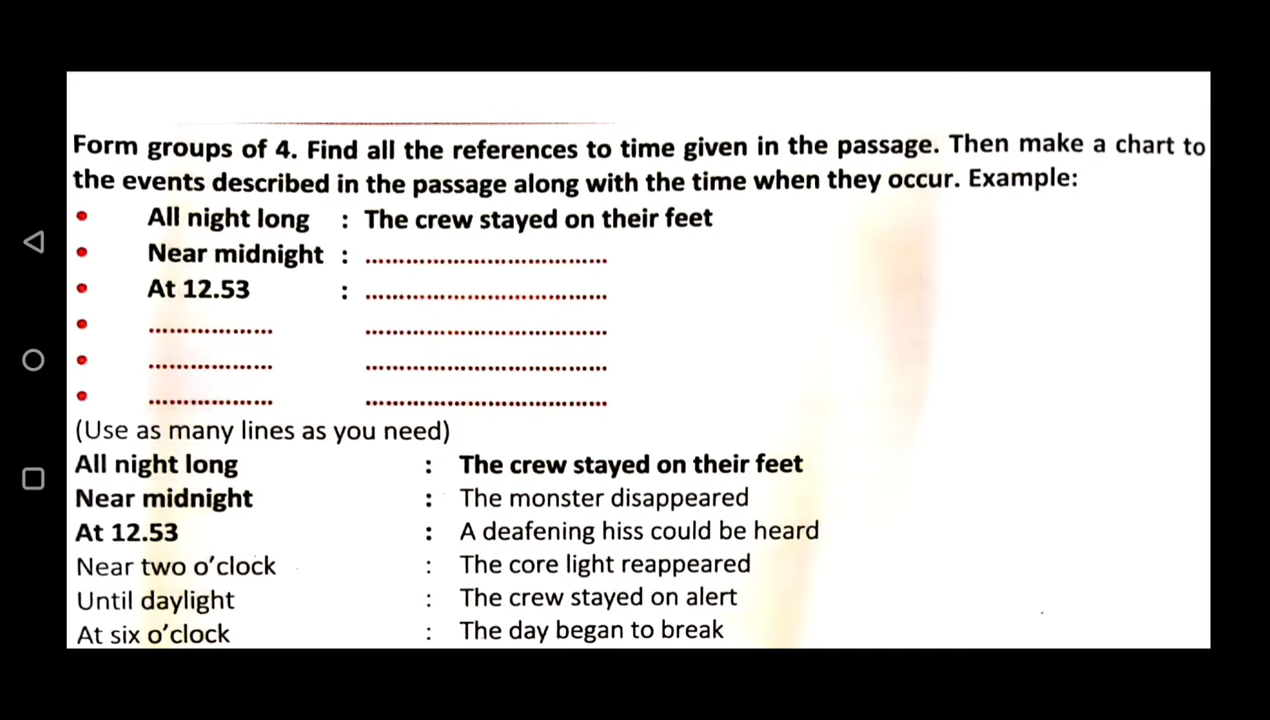 Form groups of 4. Find all the references to time given in the passage. Then make a chart to
the events described in the passage along with the time when they occur. Example:
• All night long : The crew stayed on their feet
• Near midnight : ....................................
• At 12.53 : ....................................
• .................. ....................................
• .................. ....................................
• .................. ....................................
(Use as many lines as you need)
All night long : The crew stayed on their feet
Near midnight : The monster disappeared
At 12.53 : A deafening hiss could be heard
Near two o’clock : The core light reappeared
Until daylight : The crew stayed on alert
At six o’clock : The day began to break